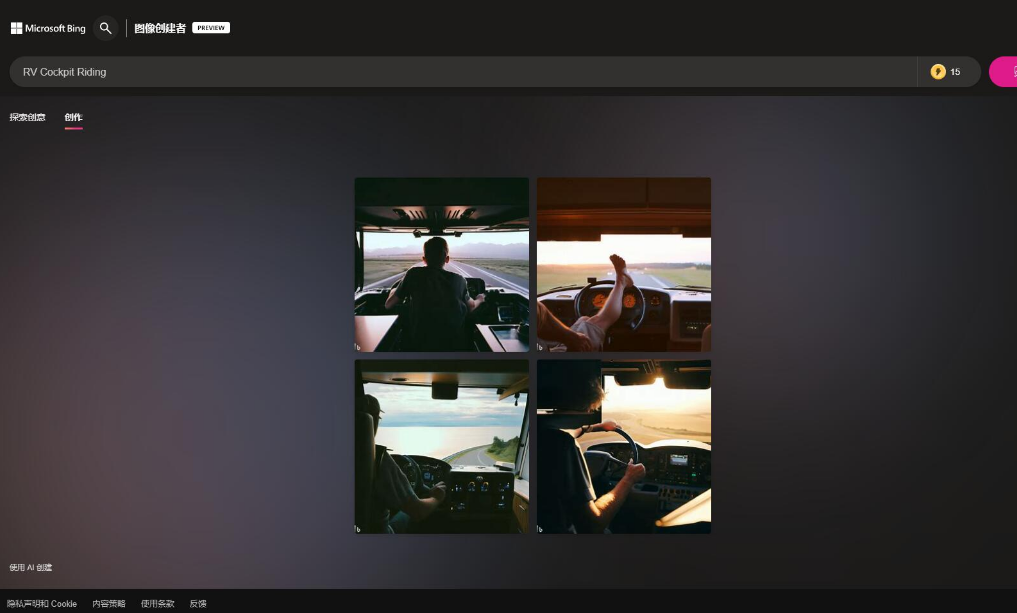 Microsoft Bing
图像创建者 PREVIEW
RV Cockpit Riding
15
探索创意 创作
使用 AI 创建
隐私声明和 Cookie 内容策略 使用条款 反馈